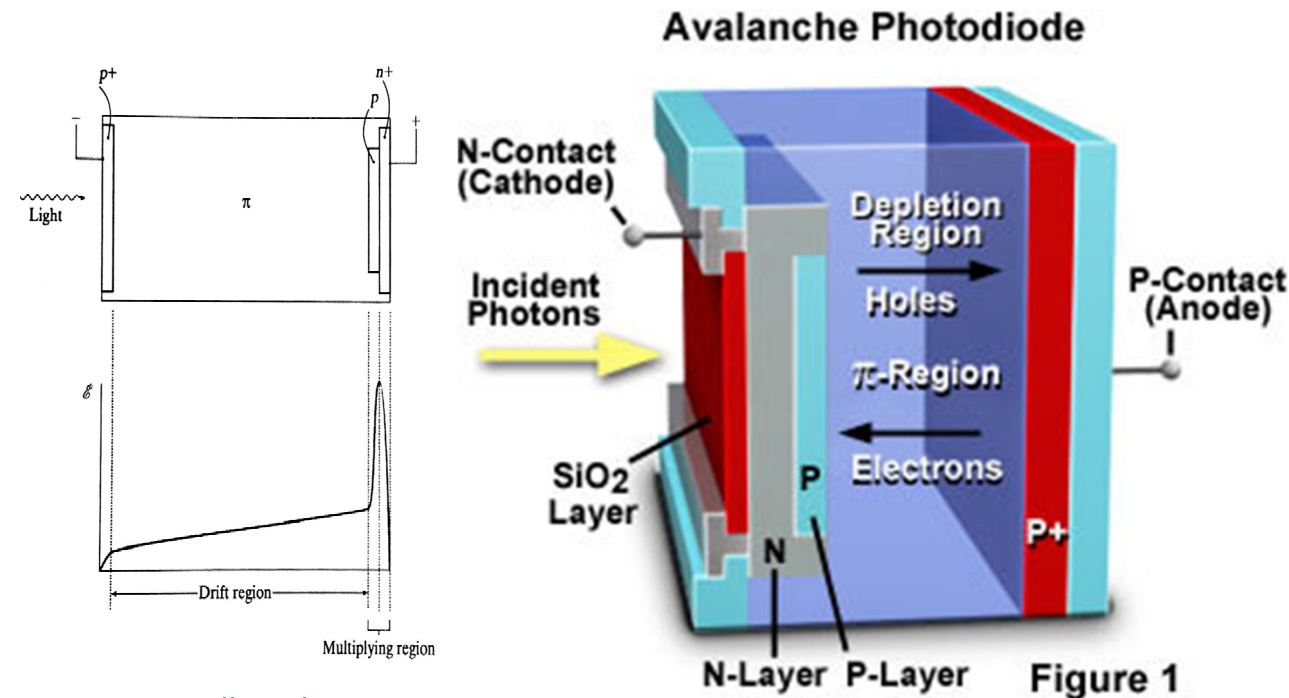 Avalanche Photodiode
p+
n+
p
−
+
Light
π
ℰ
Drift region
Multiplying region
N-Contact
(Cathode)
Incident
Photons
SiO2
Layer
Depletion
Region
Holes
π-Region
Electrons
P-Contact
(Anode)
P
N
P+
N-Layer
P-Layer
Figure 1